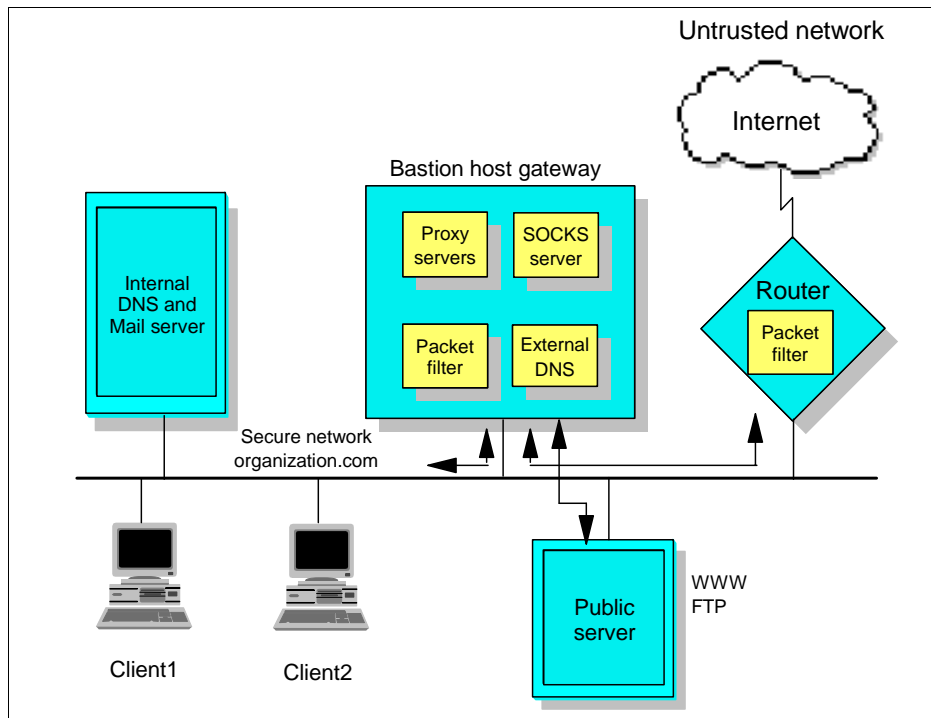 Untrusted network
Internet
Bastion host gateway
Proxy
servers
SOCKS
server
Internal
DNS and
Mail server
Router
Packet
filter
External
DNS
Packet
filter
Secure network
organization.com
Public
server
WWW
FTP
Client1
Client2